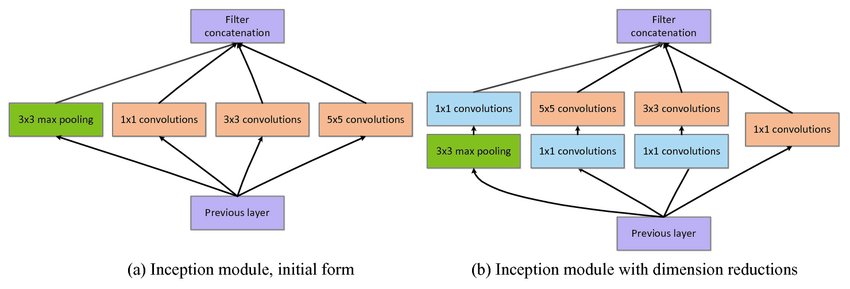 Filter
concatenation
3x3 max pooling
1x1 convolutions
3x3 convolutions
5x5 convolutions
Previous layer
(a) Inception module, initial form
Filter
concatenation
1x1 convolutions
5x5 convolutions
3x3 convolutions
1x1 convolutions
3x3 max pooling
1x1 convolutions
1x1 convolutions
Previous layer
(b) Inception module with dimension reductions